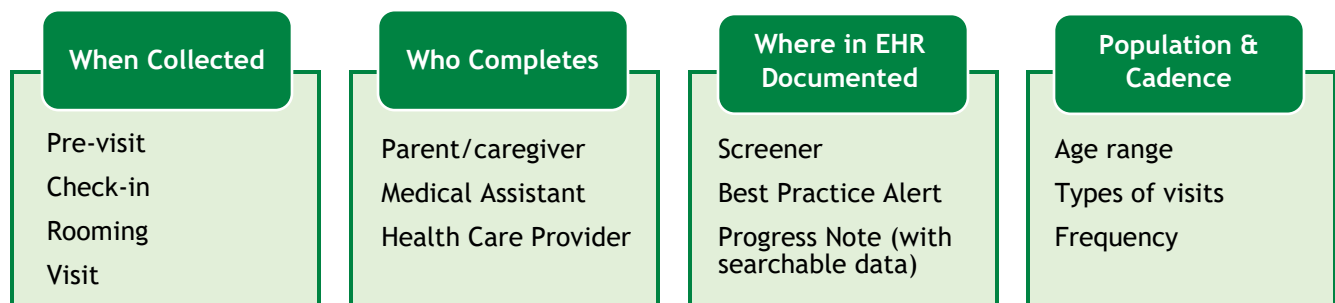 When Collected
Pre-visit
Check-in
Rooming
Visit
Who Completes
Parent/caregiver
Medical Assistant
Health Care Provider
Where in EHR
Documented
Screener
Best Practice Alert
Progress Note (with
searchable data)
Population &
Cadence
Age range
Types of visits
Frequency